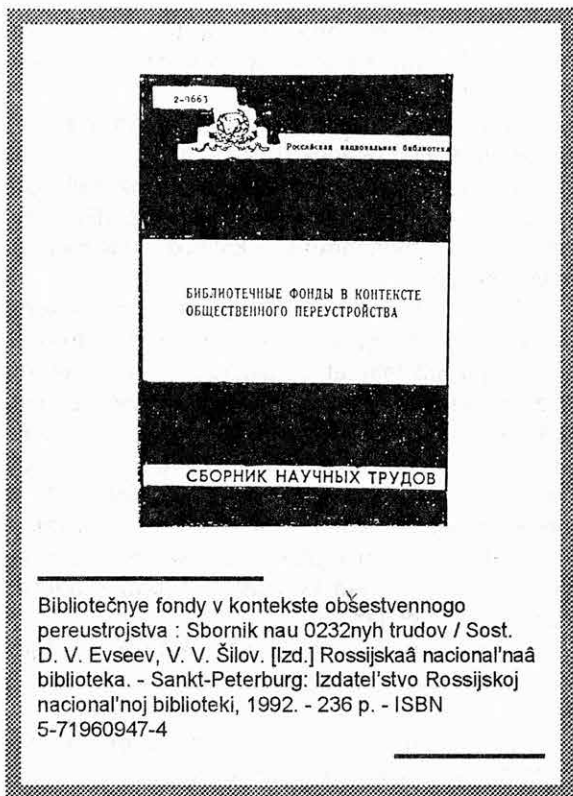 2-9663
Российская национальная библиотека
БИБЛИОТЕЧНЫЕ ФОНДЫ В КОНТЕКСТЕ
ОБЩЕСТВЕННОГО ПЕРЕУСТРОЙСТВА
СБОРНИК НАУЧНЫХ ТРУДОВ
Bibliotečnye fondy v kontekste obšestvennogo
pereustrojstva : Sbornik nau 0232nyh trudov / Sost.
D. V. Evseev, V. V. Šilov. [Izd.] Rossijskaâ nacional'naâ
biblioteka. - Sankt-Peterburg: Izdatel'stvo Rossijskoj
nacional'noj biblioteki, 1992. - 236 p. - ISBN
5-71960947-4